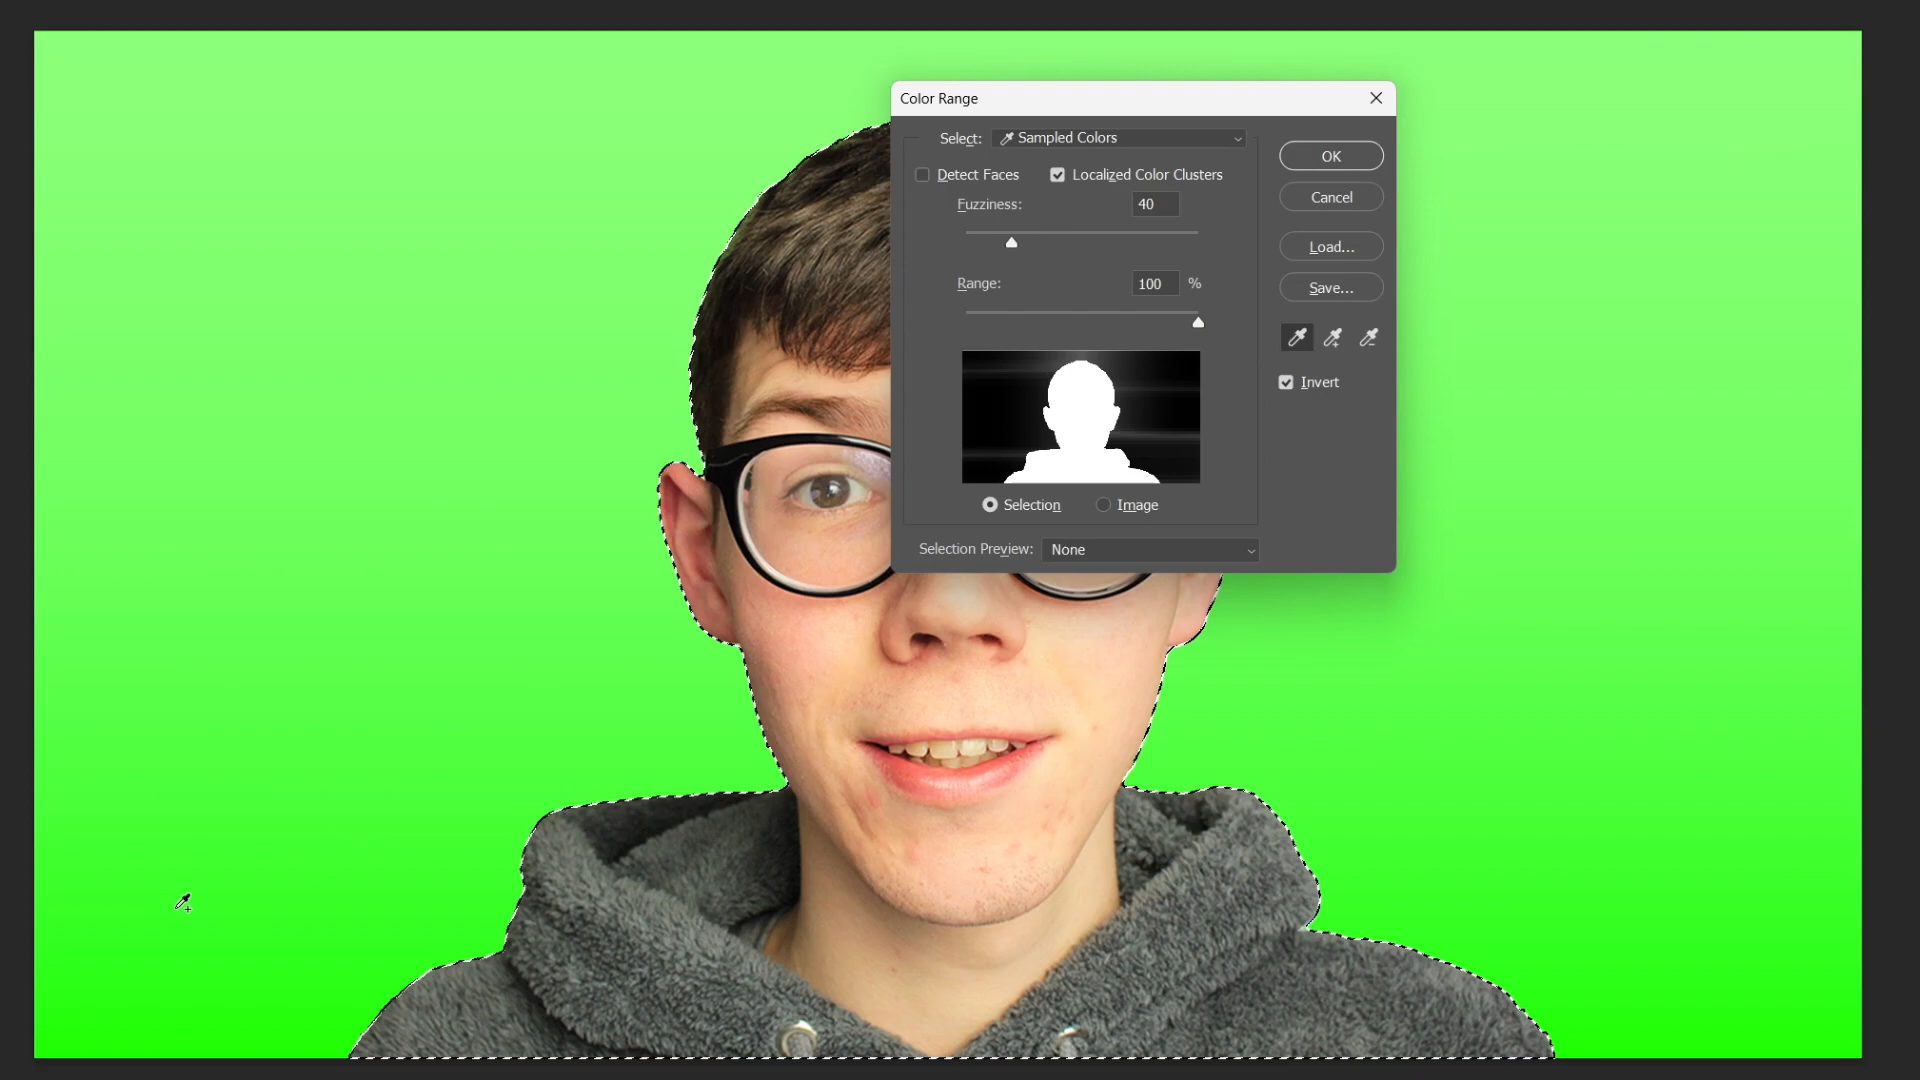 Color Range
Select: Sampled Colors
OK
Detect Faces Localized Color Clusters
Cancel
Fuzziness: 40
Load...
Range: 100 %
Save...
Invert
Selection Image
Selection Preview: None